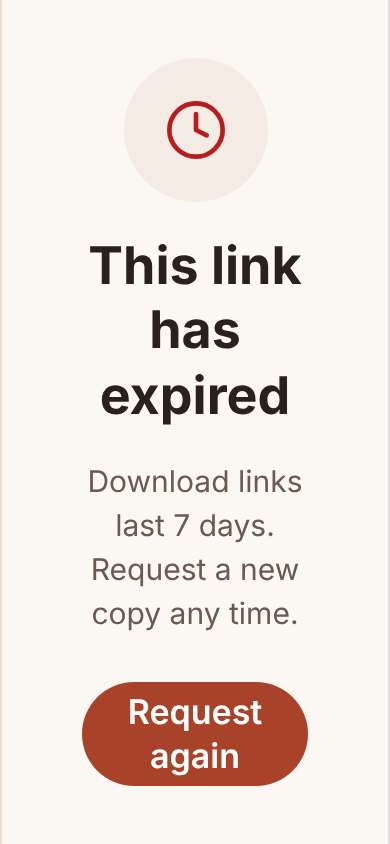 This link
has
expired
Download links
last 7 days.
Request a new
copy any time.
Request
again